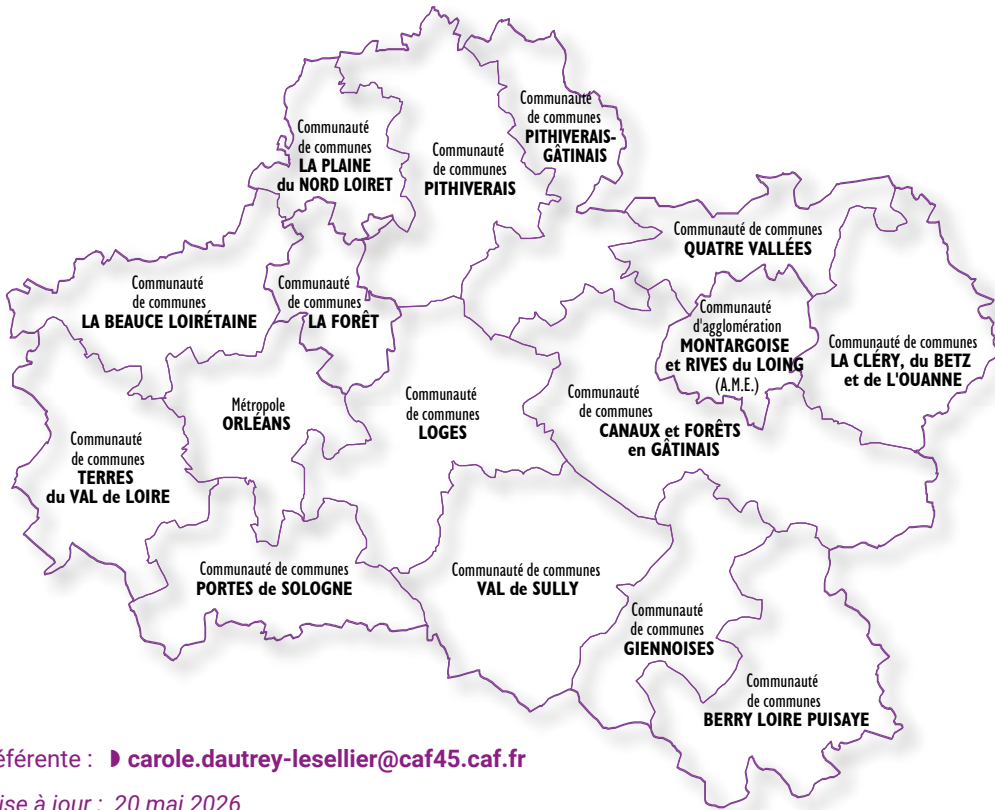 Communauté
de communes
PITHIVERAIS-
GÂTINAIS
Communauté
de communes
LA PLAINE
du NORD LOIRET
Communauté
de communes
PITHIVERAIS
Communauté de communes
QUATRE VALLÉES
Communauté
de communes
LA BEAUCE LOIRÉTAINE
Communauté
de communes
LA FORÊT
Communauté
d'agglomération
MONTARGOISE
et RIVES du LOING
(A.M.E.)
Communauté de communes
LA CLÉRY, du BETZ
et de L'OUANNE
Métropole
ORLÉANS
Communauté
de communes
LOGES
Communauté
de communes
CANAUX et FORÊTS
en GÂTINAIS
Communauté
de communes
TERRES
du VAL de LOIRE
Communauté de communes
PORTES de SOLOGNE
Communauté de communes
VAL de SULLY
Communauté
de communes
GIENNOISES
Communauté
de communes
BERRY LOIRE PUISAYE
éférente : carole.dautrey-lesellier@caf45.caf.fr
ise à jour : 20 mai 2026